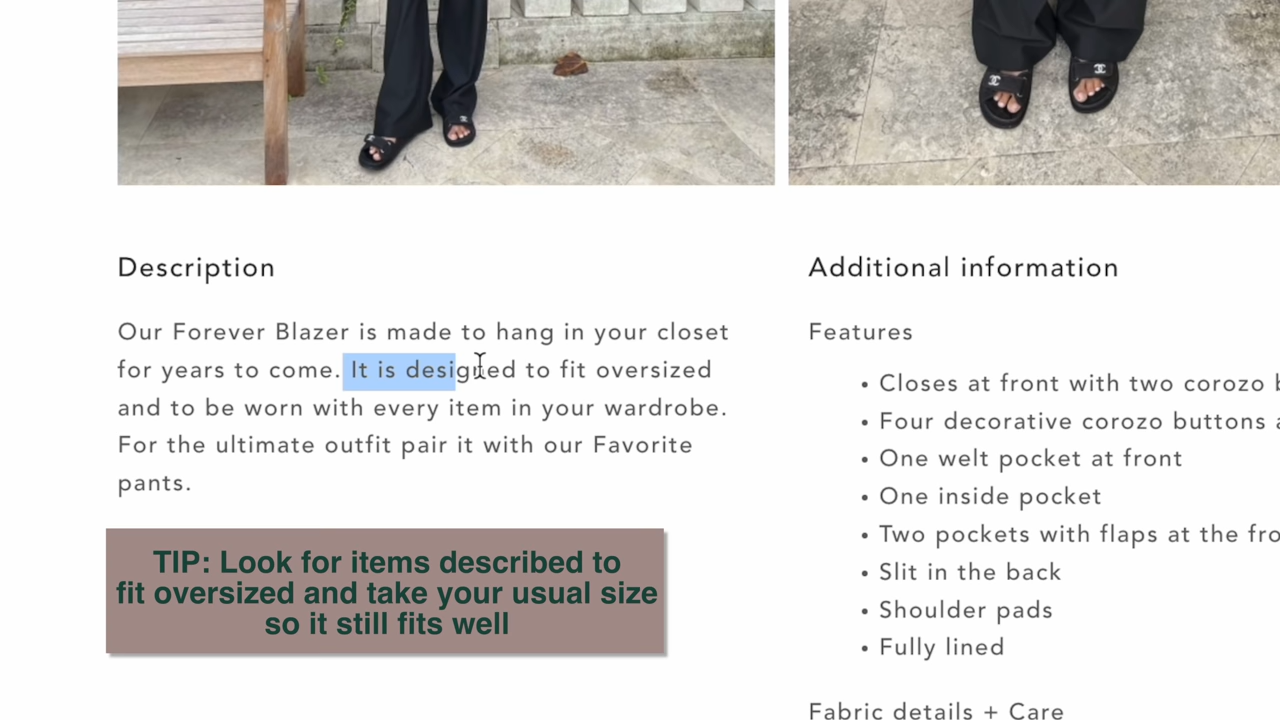 Description
Our Forever Blazer is made to hang in your closet
for years to come. It is designed to fit oversized
and to be worn with every item in your wardrobe.
For the ultimate outfit pair it with our Favorite
pants.
TIP: Look for items described to
fit oversized and take your usual size
so it still fits well
Additional information
Features
• Closes at front with two corozo
• Four decorative corozo buttons
• One welt pocket at front
• One inside pocket
• Two pockets with flaps at the
• Slit in the back
• Shoulder pads
• Fully lined
Fabric details + Care